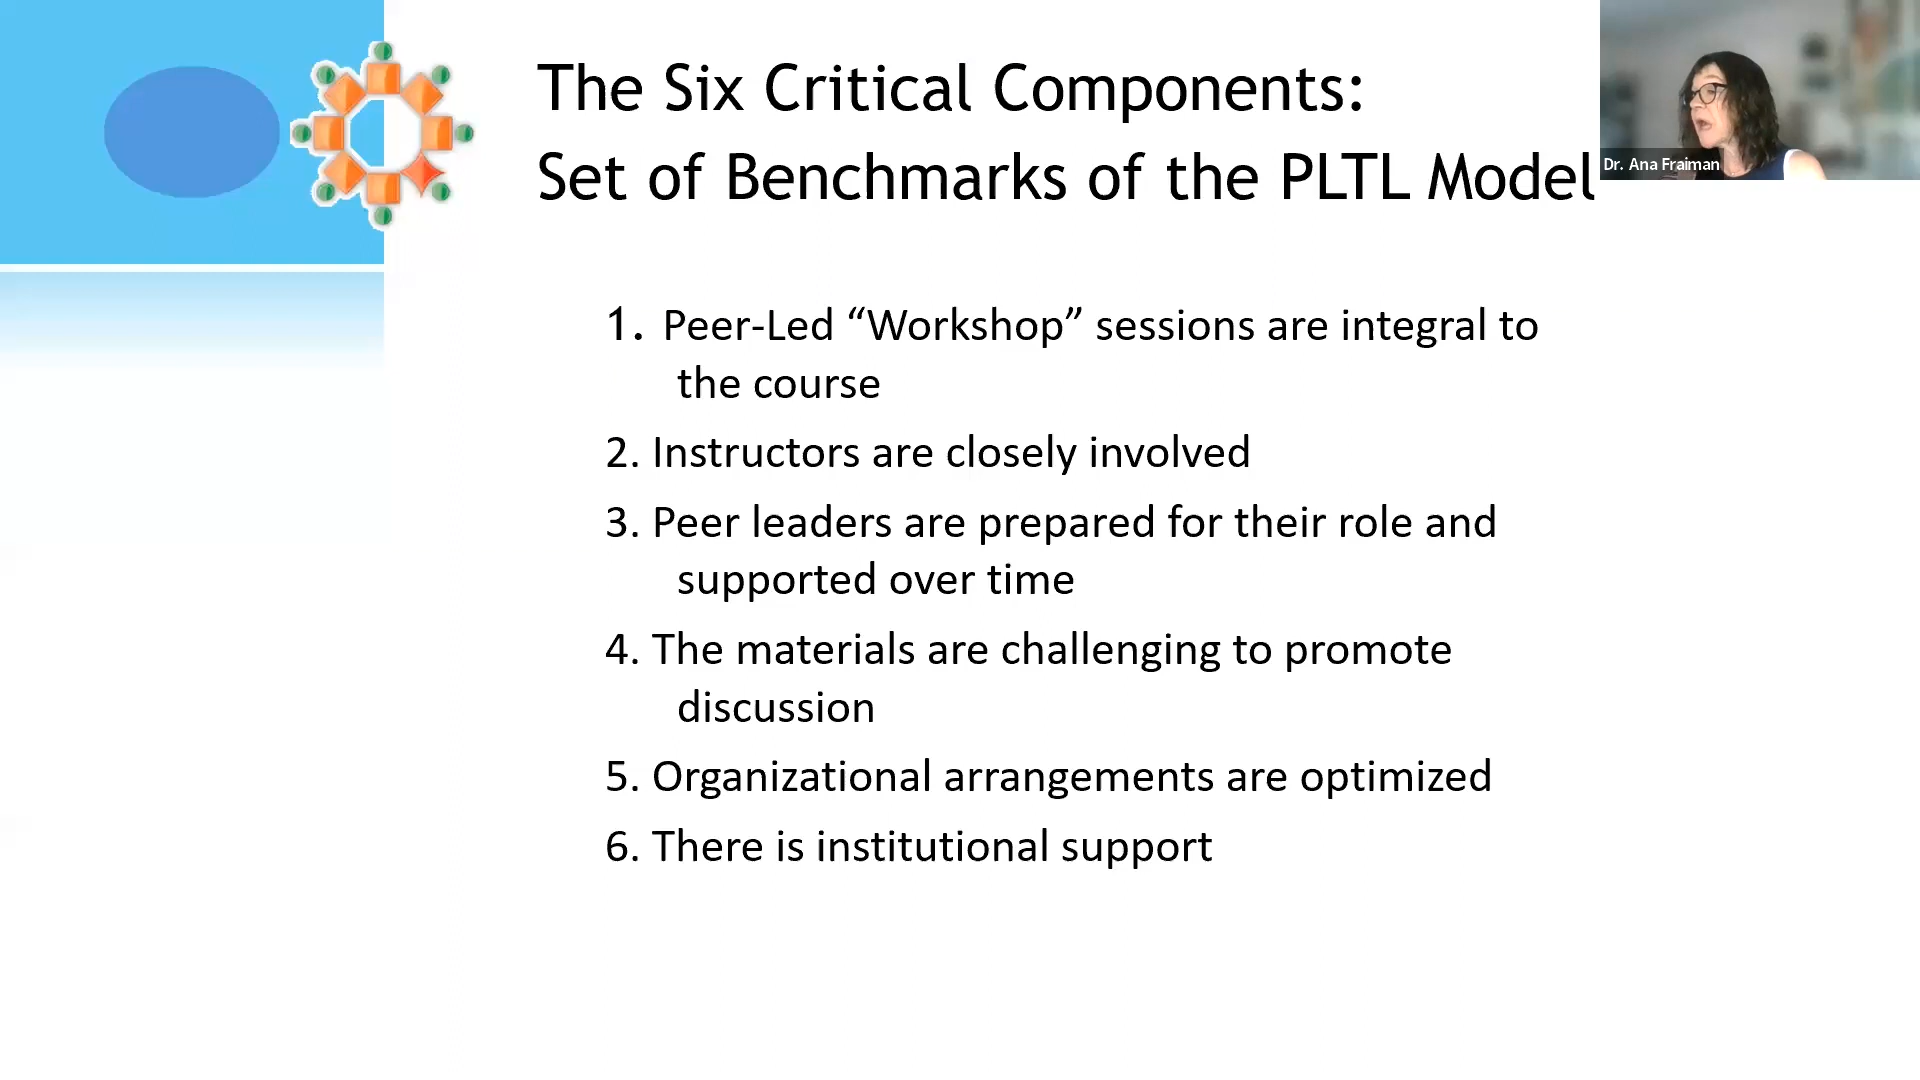 The Six Critical Components:
Set of Benchmarks of the PLTL Model
Dr. Ana Fraiman
1. Peer-Led “Workshop” sessions are integral to
the course
2. Instructors are closely involved
3. Peer leaders are prepared for their role and
supported over time
4. The materials are challenging to promote
discussion
5. Organizational arrangements are optimized
6. There is institutional support